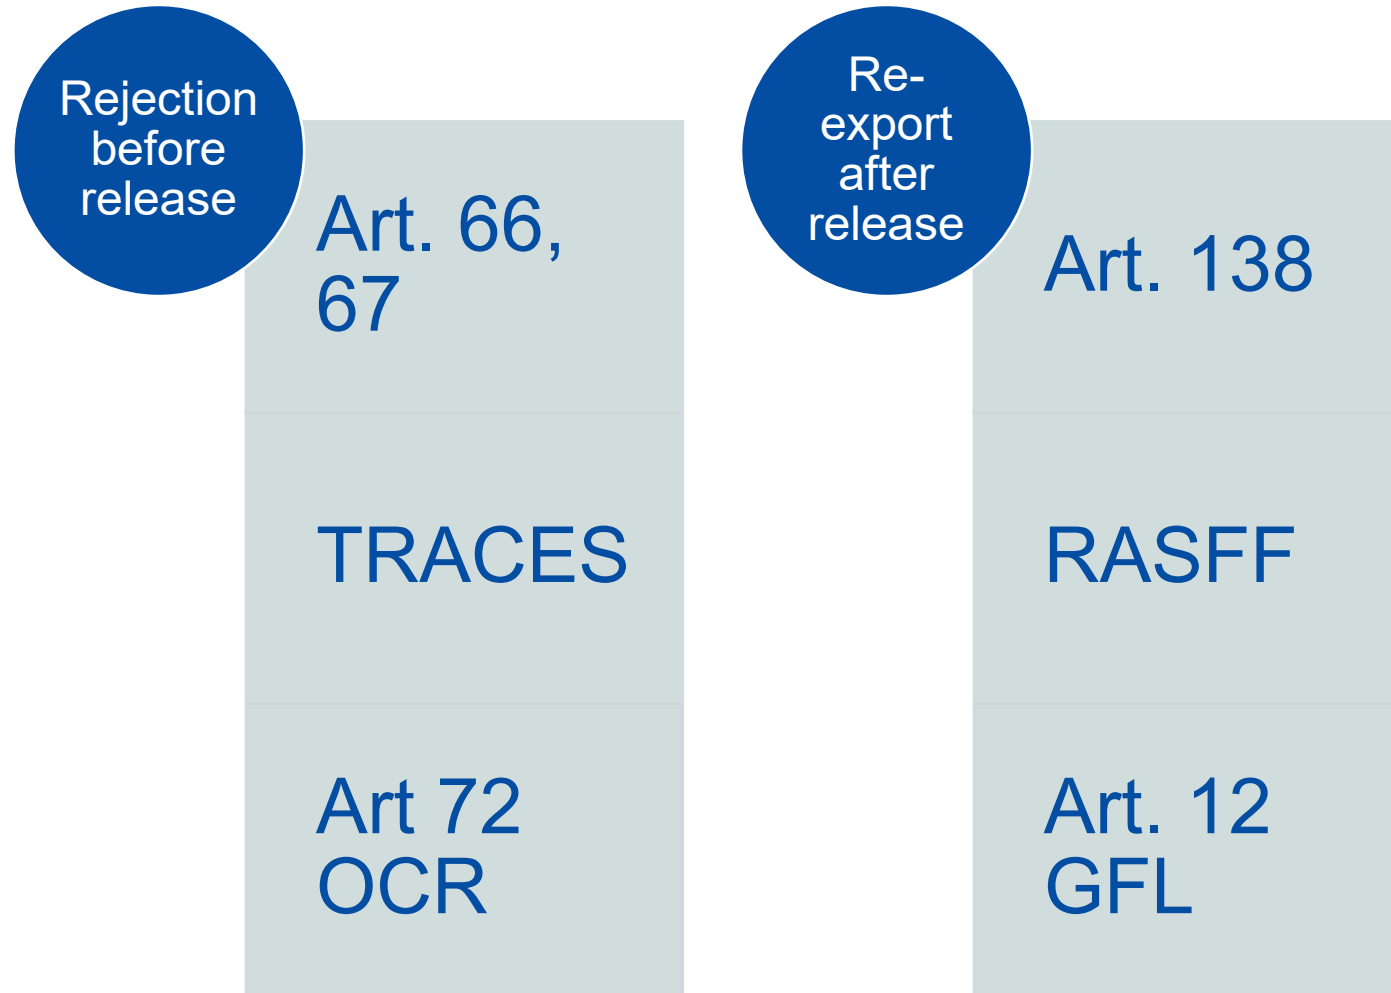 Rejection
before
release
Art. 66,
67
TRACES
Art 72
OCR
Re-
export
after
release
Art. 138
RASFF
Art. 12
GFL